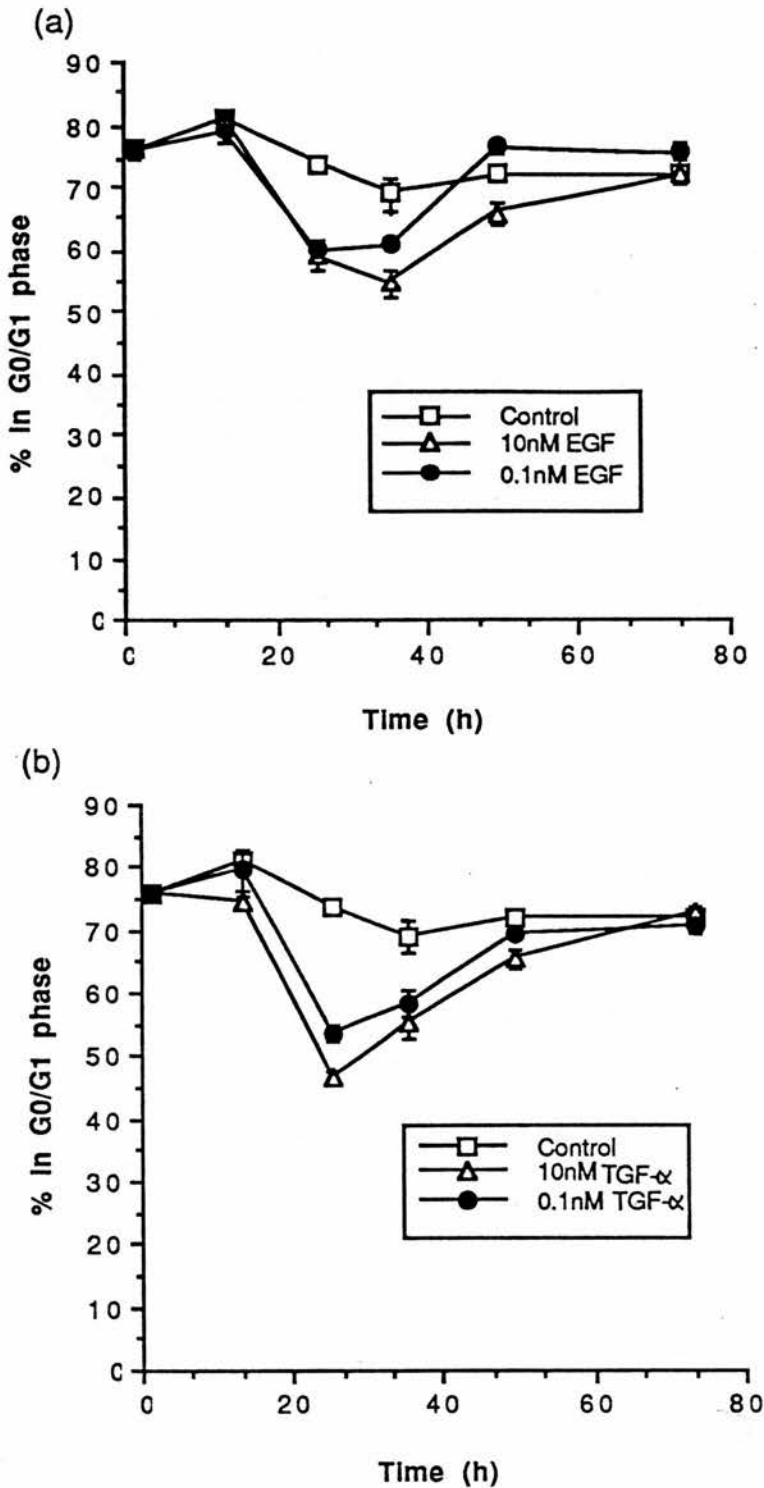 (a)
90
80
70
60
50
40
30
20
10
0
% In G0/G1 phase
Control
10nM EGF
0.1nM EGF
0 20 40 60 80
Time (h)
(b)
90
80
70
60
50
40
30
20
10
0
% In G0/G1 phase
Control
10nM TGF-α
0.1nM TGF-α
0 20 40 60 80
Time (h)